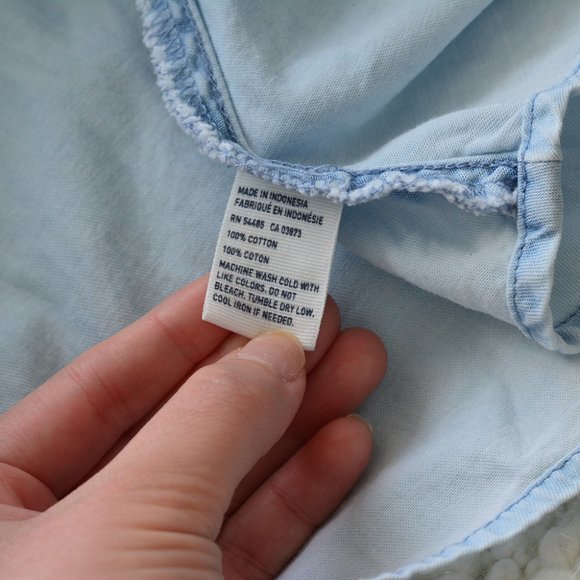 MADE IN INDONESIA
FABRIQUÉ EN INDONÉSIE
RN 54485 CA 03873
100% COTTON
100% COTON
MACHINE WASH COLD WITH
LIKE COLORS. DO NOT
BLEACH. TUMBLE DRY LOW.
COOL IRON IF NEEDED.